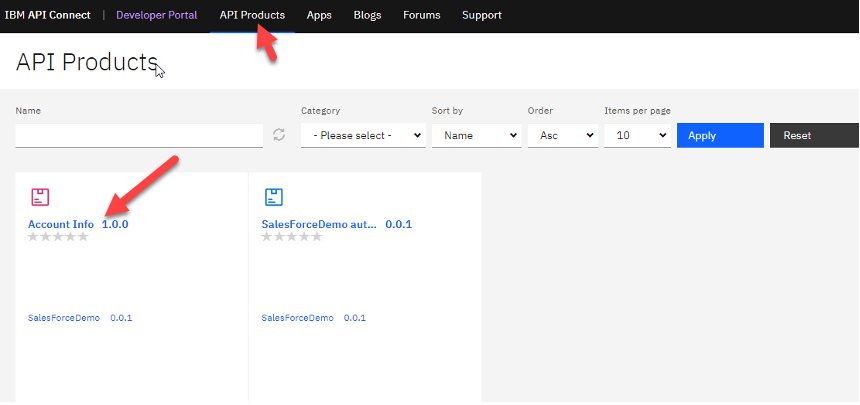 IBM API Connect | Developer Portal API Products Apps Blogs Forums Support
API Products
Name Category Sort by Order Items per page
- Please select - Name Asc 10 Apply Reset
Account Info 1.0.0 SalesForceDemo aut... 0.0.1
SalesForceDemo 0.0.1 SalesForceDemo 0.0.1